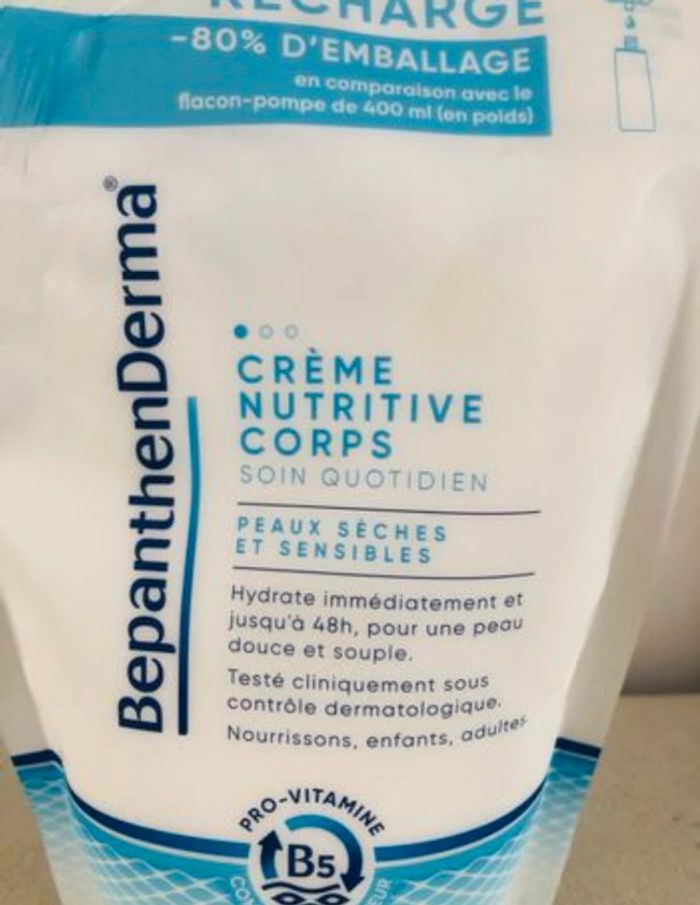 RECHARGE
-80% D'EMBALLAGE
en comparaison avec le
flacon-pompe de 400 ml (en poids)
BepanthenDerma®
CRÈME
NUTRITIVE
CORPS
SOIN QUOTIDIEN
PEAUX SÈCHES
ET SENSIBLES
Hydrate immédiatement et
jusqu'à 48h, pour une peau
douce et souple.
Testé cliniquement sous
contrôle dermatologique.
Nourrissons, enfants, adultes.
PRO-VITAMINE
B5